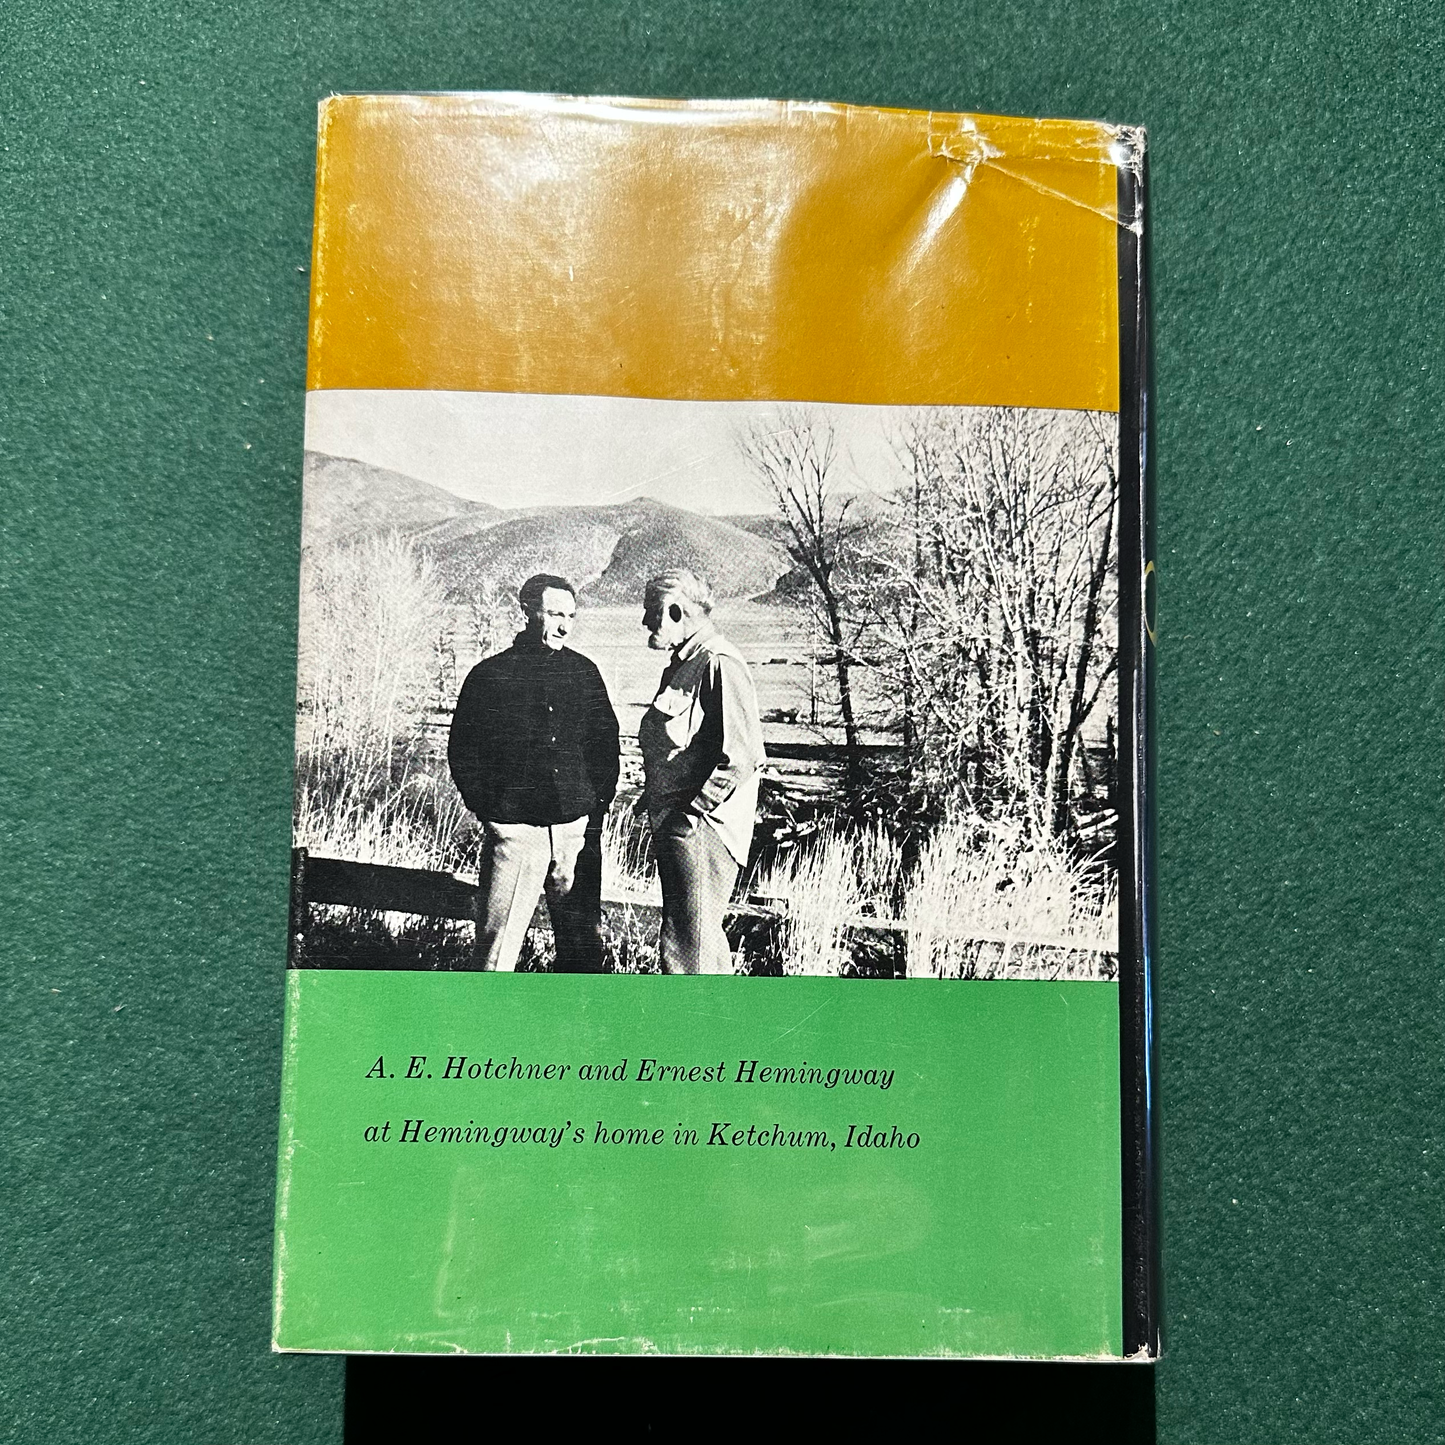 A. E. Hotchner and Ernest Hemingway
at Hemingway's home in Ketchum, Idaho